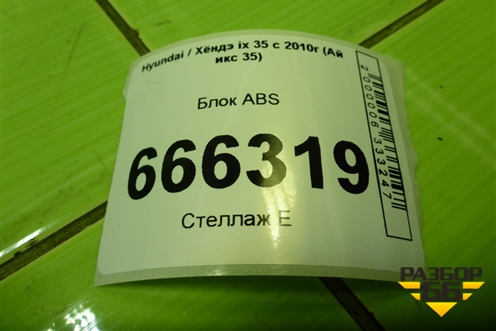 Hyundai / Хёндэ ix 35 с 2010г (Ай
икс 35)
Блок ABS
666319
Стеллаж E
2000006333247
РАЗБОР
66